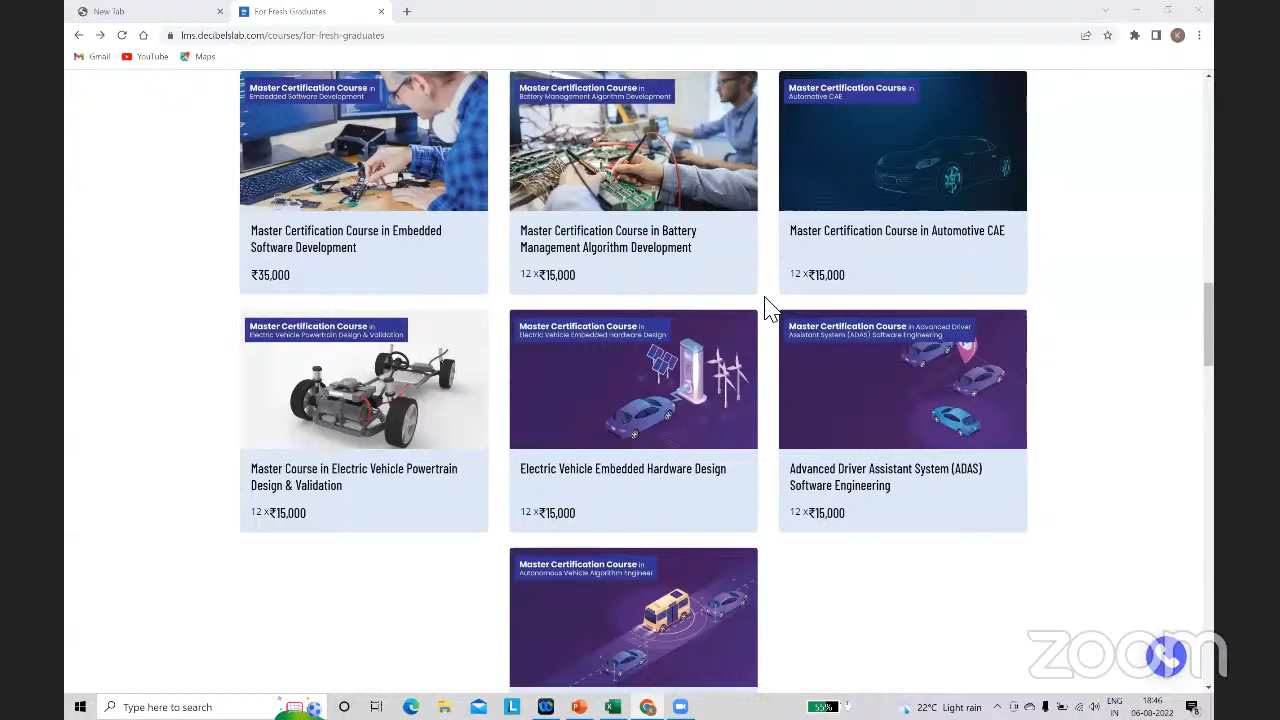 New Tab
For Fresh Graduates
lms.decibelslab.com/courses/for-fresh-graduates
K
Gmail
YouTube
Maps
Master Certification Course in
Embedded Software Development
Master Certification Course in
Battery Management Algorithm Development
Master Certification Course in
Automotive CAE
Master Certification Course in Embedded
Software Development
₹35,000
Master Certification Course in Battery
Management Algorithm Development
12 x₹15,000
Master Certification Course in Automotive CAE
12 x₹15,000
Master Certification Course in
Electric Vehicle Powertrain Design & Validation
Master Certification Course in
Electric Vehicle Embedded Hardware Design
Master Certification Course in Advanced Driver
Assistant System (ADAS) Software Engineering
Master Course in Electric Vehicle Powertrain
Design & Validation
12 x₹15,000
Electric Vehicle Embedded Hardware Design
12 x₹15,000
Advanced Driver Assistant System (ADAS)
Software Engineering
12 x₹15,000
Master Certification Course in
Autonomous Vehicle Algorithm Engineer
zoom
Type here to search
L
55%
22°C Light rain
ENG
IN
18:46
06-08-2022